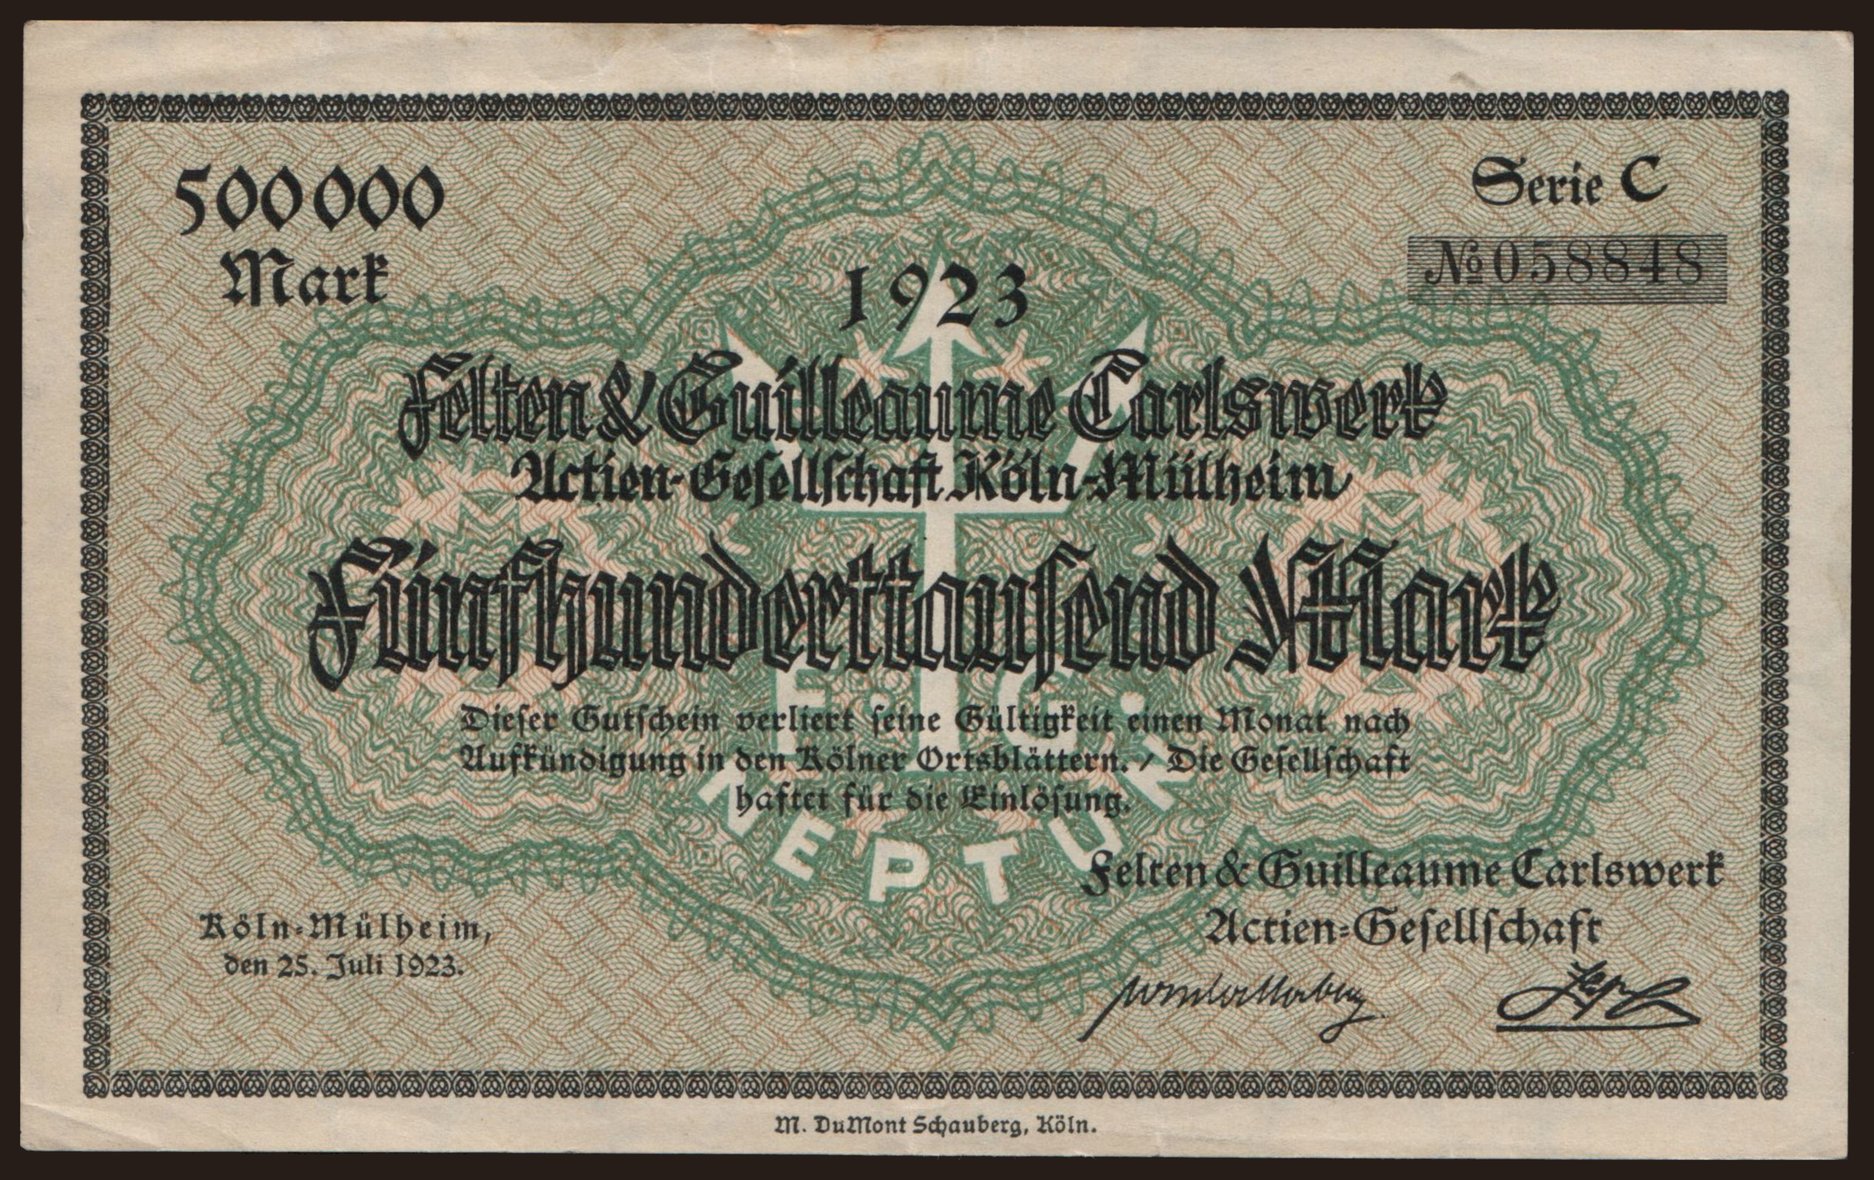 500000
Mark
Serie C
№ 058848
1923
Felten & Guilleaume Carlswerk
Actien-Gesellschaft Köln-Mülheim
Fünfhunderttausend Mark
F. G.
Dieser Gutschein verliert seine Gültigkeit einen Monat nach
Aufkündigung in den Kölner Ortsblättern. / Die Gesellschaft
haftet für die Einlösung.
NEPTUN
Felten & Guilleaume Carlswerk
Actien-Gesellschaft
Köln-Mülheim,
den 25. Juli 1923.
M. DuMont Schauberg, Köln.